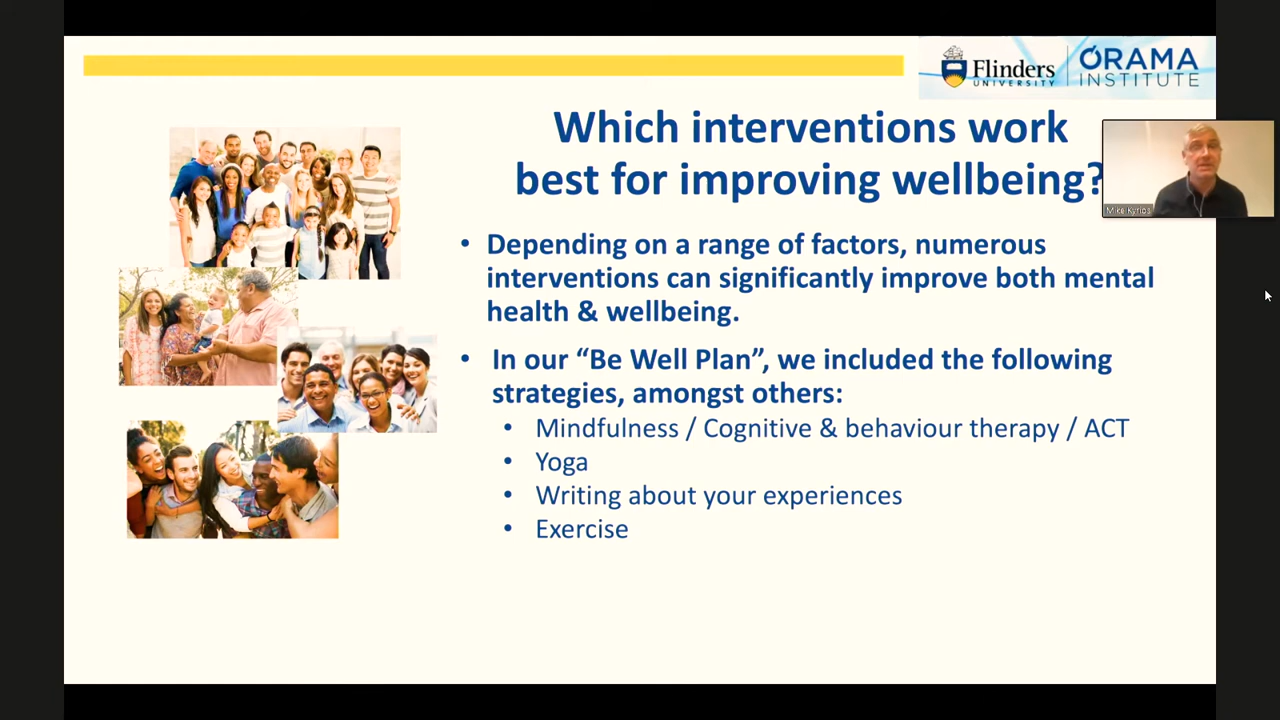 Flinders
UNIVERSITY
ÓRAMA
INSTITUTE
Which interventions work
best for improving wellbeing?
Mike Kyrios
• Depending on a range of factors, numerous
interventions can significantly improve both mental
health & wellbeing.
• In our “Be Well Plan”, we included the following
strategies, amongst others:
• Mindfulness / Cognitive & behaviour therapy / ACT
• Yoga
• Writing about your experiences
• Exercise